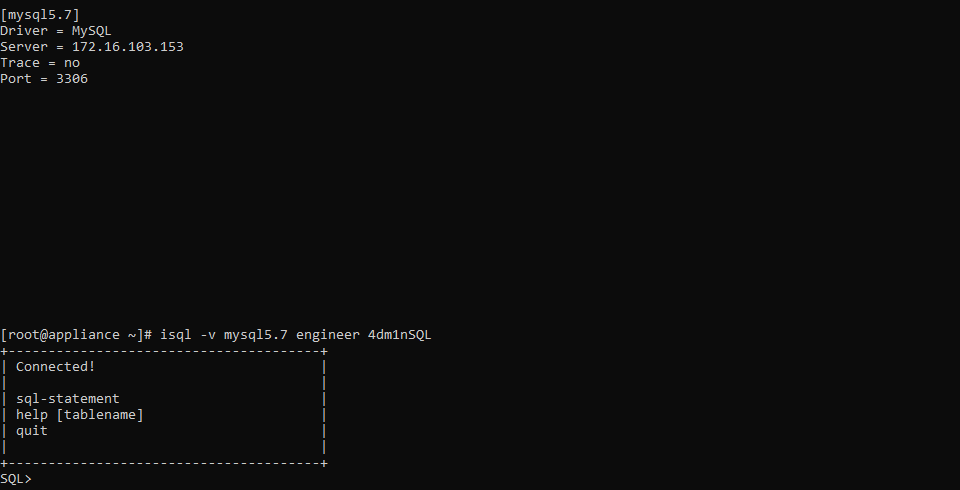 [mysql5.7]
Driver = MySQL
Server = 172.16.103.153
Trace = no
Port = 3306
[root@appliance ~]# isql -v mysql5.7 engineer 4dm1nSQL
+---------------------------------------+
| Connected!                            |
|                                       |
| sql-statement                         |
| help [tablename]                      |
| quit                                  |
|                                       |
+---------------------------------------+
SQL>